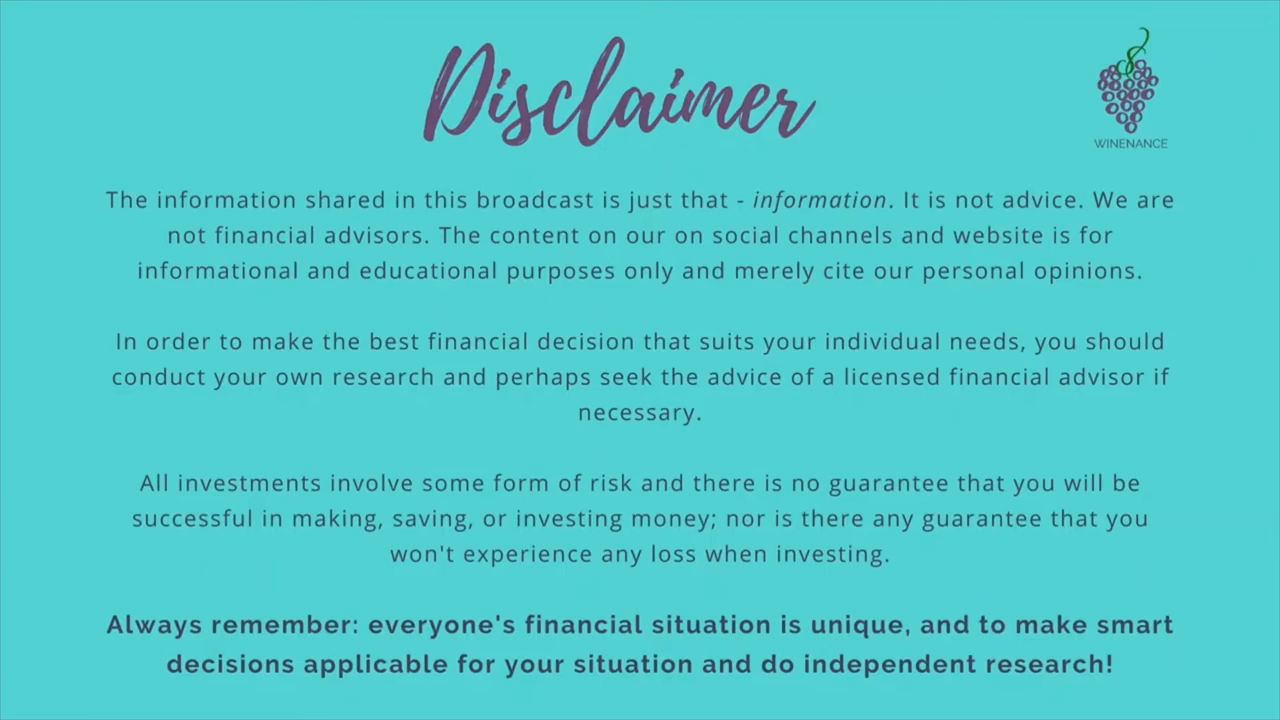 Disclaimer
WINENANCE
The information shared in this broadcast is just that - information. It is not advice. We are
not financial advisors. The content on our on social channels and website is for
informational and educational purposes only and merely cite our personal opinions.
In order to make the best financial decision that suits your individual needs, you should
conduct your own research and perhaps seek the advice of a licensed financial advisor if
necessary.
All investments involve some form of risk and there is no guarantee that you will be
successful in making, saving, or investing money; nor is there any guarantee that you
won't experience any loss when investing.
Always remember: everyone's financial situation is unique, and to make smart
decisions applicable for your situation and do independent research!